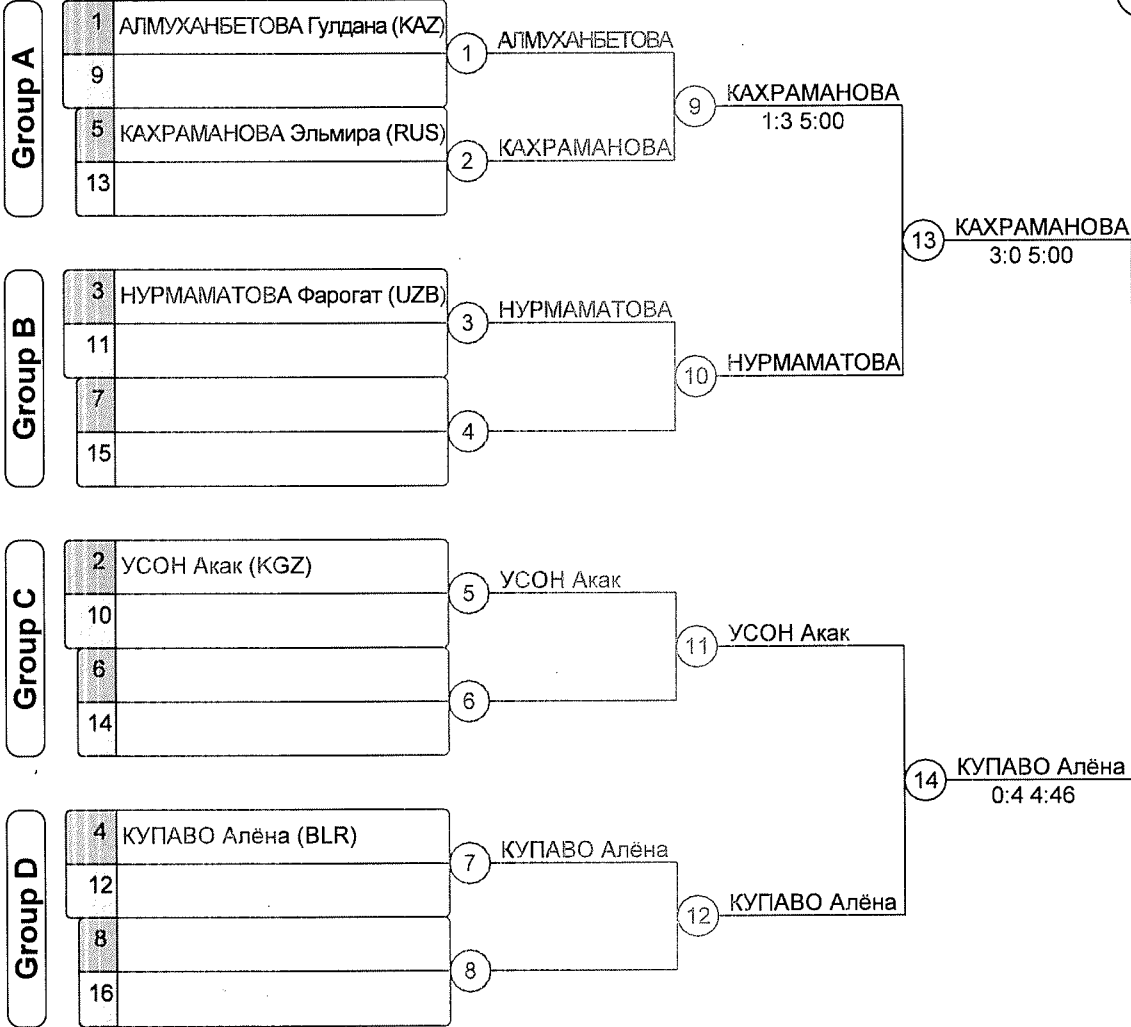 Group A
1 АЛМУХАНБЕТОВА Гулдана (KAZ)
9
5 КАХРАМАНОВА Эльмира (RUS)
13
1 АЛМУХАНБЕТОВА
2 КАХРАМАНОВА
9 КАХРАМАНОВА
1:3 5:00
Group B
3 НУРМАМАТОВА Фарогат (UZB)
11
7
15
3 НУРМАМАТОВА
4
10 НУРМАМАТОВА
13 КАХРАМАНОВА
3:0 5:00
Group C
2 УСОН Акак (KGZ)
10
6
14
5 УСОН Акак
6
11 УСОН Акак
Group D
4 КУПАВО Алёна (BLR)
12
8
16
7 КУПАВО Алёна
8
12 КУПАВО Алёна
14 КУПАВО Алёна
0:4 4:46